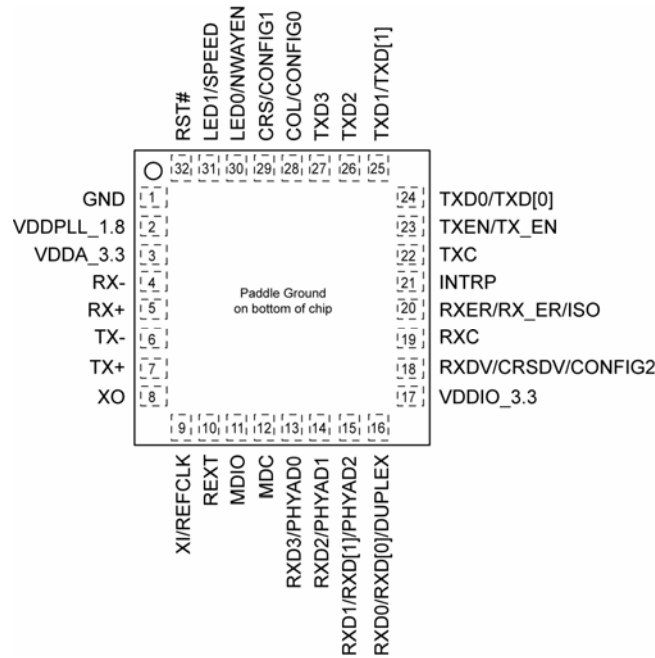 RST#
LED1/SPEED
LED0/NWAYEN
CRS/CONFIG1
COL/CONFIG0
TXD3
TXD2
TXD1/TXD[1]
32 31 30 29 28 27 26 25
GND 1
VDDPLL_1.8 2
VDDA_3.3 3
RX- 4
RX+ 5
TX- 6
TX+ 7
XO 8
Paddle Ground
on bottom of chip
24 TXD0/TXD[0]
23 TXEN/TX_EN
22 TXC
21 INTRP
20 RXER/RX_ER/ISO
19 RXC
18 RXDV/CRSDV/CONFIG2
17 VDDIO_3.3
9 10 11 12 13 14 15 16
XI/REFCLK
REXT
MDIO
MDC
RXD3/PHYAD0
RXD2/PHYAD1
RXD1/RXD[1]/PHYAD2
RXD0/RXD[0]/DUPLEX